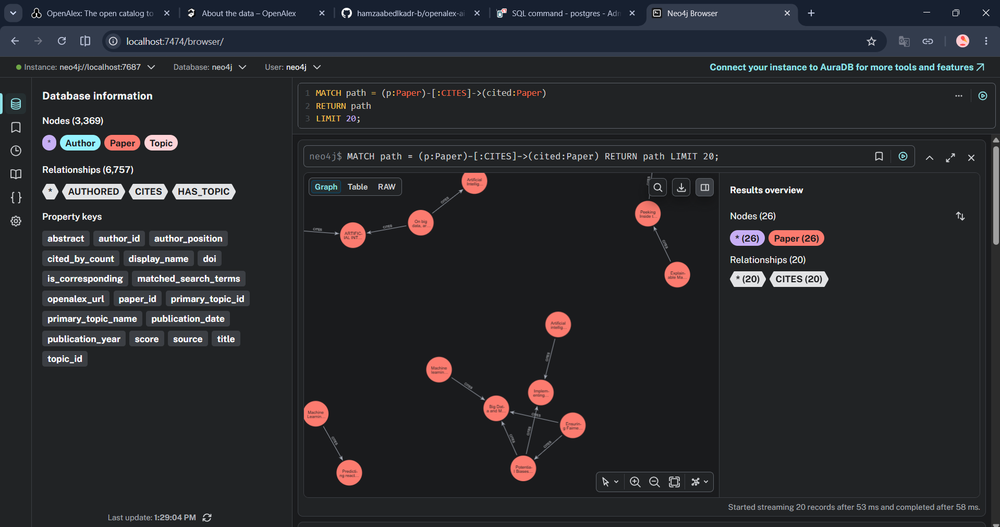 OpenAlex: The open catalog to
About the data – OpenAlex
hamzaabedlkadr-b/openalex-ai
SQL command - postgres - Adm
Neo4j Browser
localhost:7474/browser/
Instance: neo4j://localhost:7687
Database: neo4j
User: neo4j
Connect your instance to AuraDB for more tools and features
Database information
Nodes (3,369)
* Author Paper Topic
Relationships (6,757)
* AUTHORED CITES HAS_TOPIC
Property keys
abstract author_id author_position
cited_by_count display_name doi
is_corresponding matched_search_terms
openalex_url paper_id primary_topic_id
primary_topic_name publication_date
publication_year score source title
topic_id
Last update: 1:29:04 PM
1 MATCH path = (p:Paper)-[:CITES]->(cited:Paper)
2 RETURN path
3 LIMIT 20;
neo4j$ MATCH path = (p:Paper)-[:CITES]->(cited:Paper) RETURN path LIMIT 20;
Graph Table RAW
Artificial
Intellig...
CITES
CITES
On big
data, ar...
CITES
CITES
ARTIFIC-
IAL INT...
Peeking
Inside t...
CITES
Explain-
able Ma...
Artificial
intellig...
CITES
Machine
learnin...
CITES
Implem-
enting...
Big Dat-
a and M...
CITES
Machine
Learnin...
Ensurin-
g Fairne...
CITES
CITES
CITES
CITES
Potentia-
l Biases...
Predicti-
ng react...
Results overview
Nodes (26)
* (26) Paper (26)
Relationships (20)
* (20) CITES (20)
Started streaming 20 records after 53 ms and completed after 58 ms.